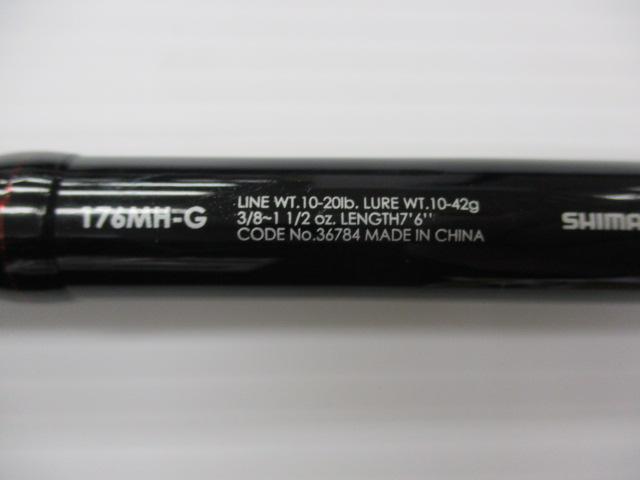 176MH-G
LINE WT.10-20lb. LURE WT.10-42g
3/8~1 1/2 oz. LENGTH7'6''
CODE No.36784 MADE IN CHINA
SHIMA